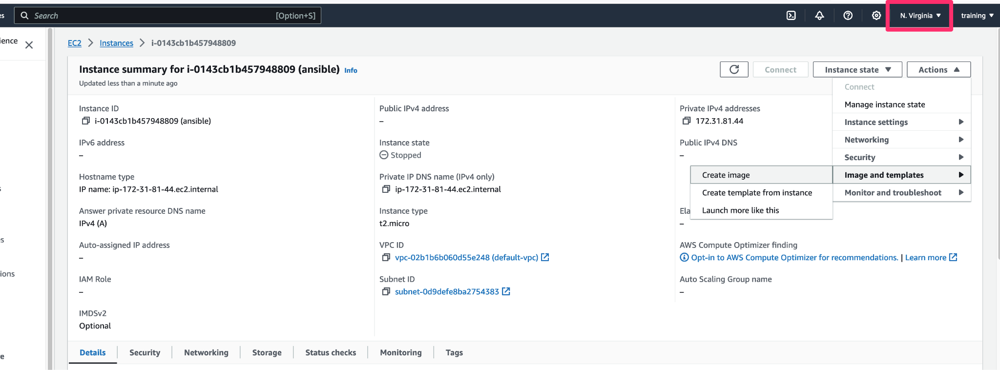 es
Search
[Option+S]
N. Virginia
training
ience
EC2
Instances
i-0143cb1b457948809
Instance summary for i-0143cb1b457948809 (ansible) Info
Updated less than a minute ago
Connect
Instance state
Actions
Connect
Manage instance state
Instance settings
Networking
Security
Image and templates
Monitor and troubleshoot
Create image
Create template from instance
Launch more like this
Instance ID
i-0143cb1b457948809 (ansible)
Public IPv4 address
–
Private IPv4 addresses
172.31.81.44
IPv6 address
–
Instance state
Stopped
Public IPv4 DNS
–
Hostname type
IP name: ip-172-31-81-44.ec2.internal
Private IP DNS name (IPv4 only)
ip-172-31-81-44.ec2.internal
Answer private resource DNS name
IPv4 (A)
Instance type
t2.micro
Ela
–
Auto-assigned IP address
–
VPC ID
vpc-02b1b6b060d55e248 (default-vpc)
AWS Compute Optimizer finding
Opt-in to AWS Compute Optimizer for recommendations. | Learn more
IAM Role
–
Subnet ID
subnet-0d9defe8ba2754383
Auto Scaling Group name
–
IMDSv2
Optional
s
es
ions
e
Details
Security
Networking
Storage
Status checks
Monitoring
Tags